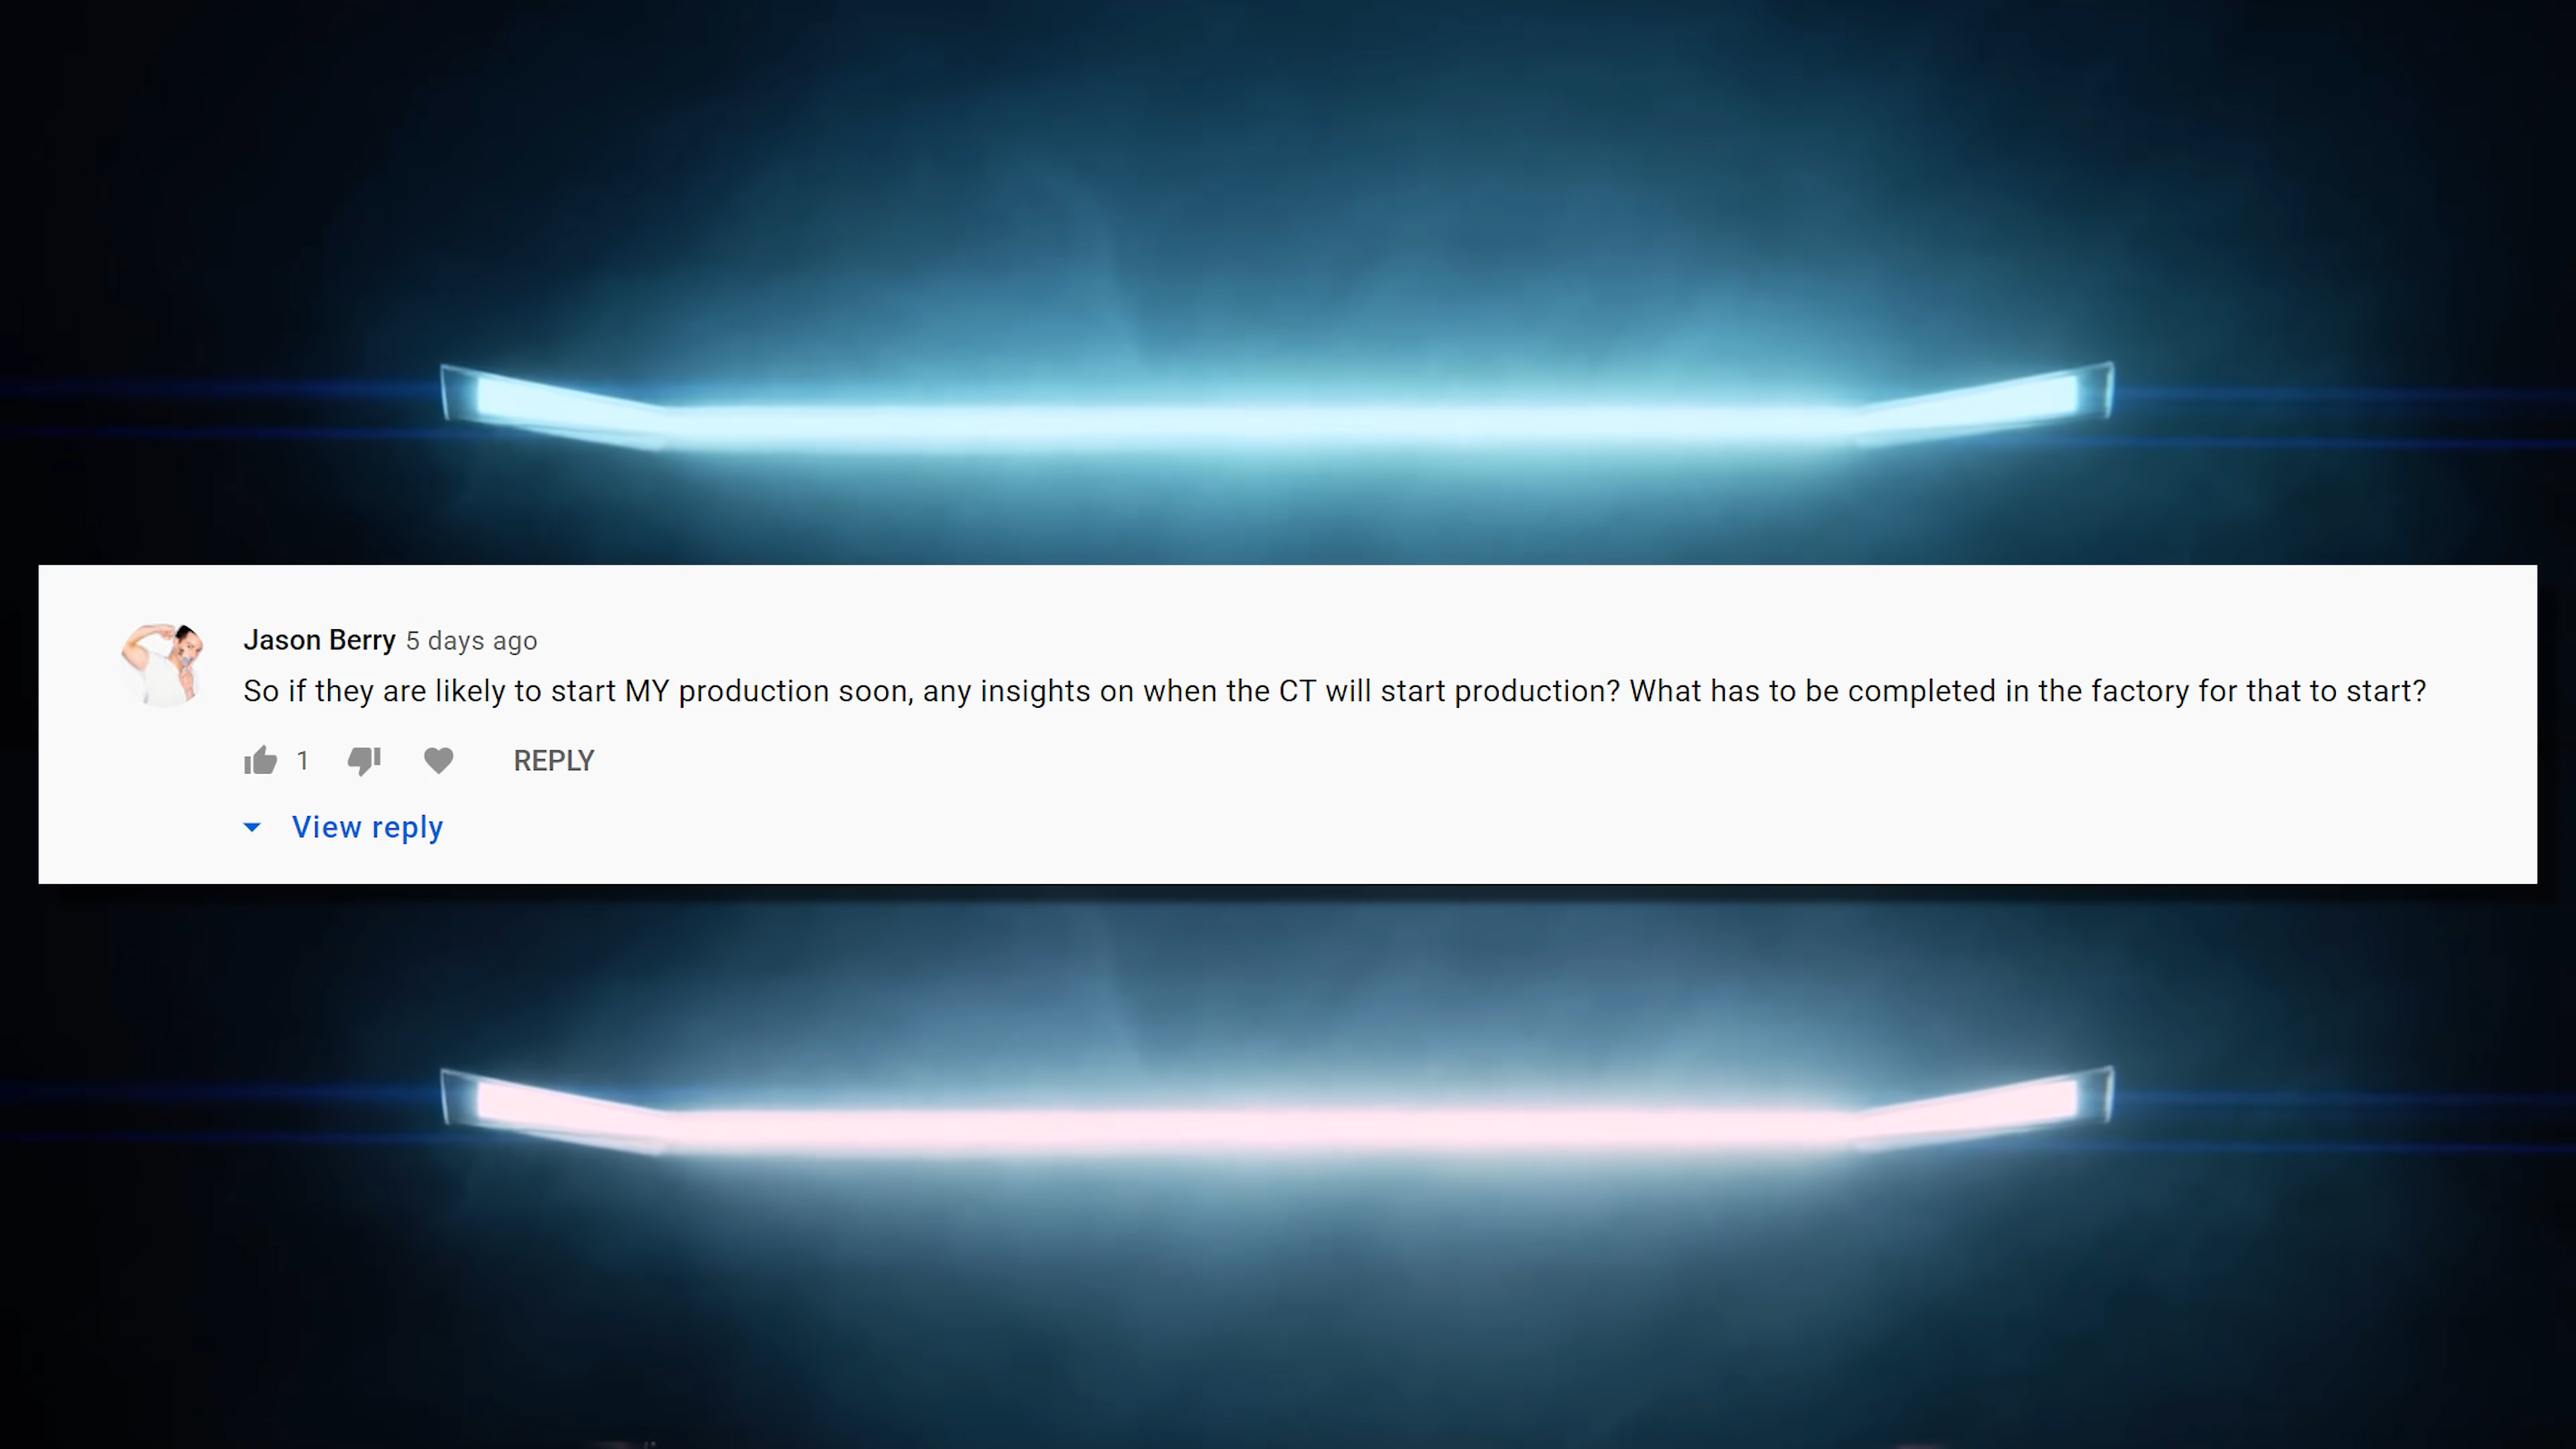 Jason Berry 5 days ago
So if they are likely to start MY production soon, any insights on when the CT will start production? What has to be completed in the factory for that to start?
1 REPLY
View reply